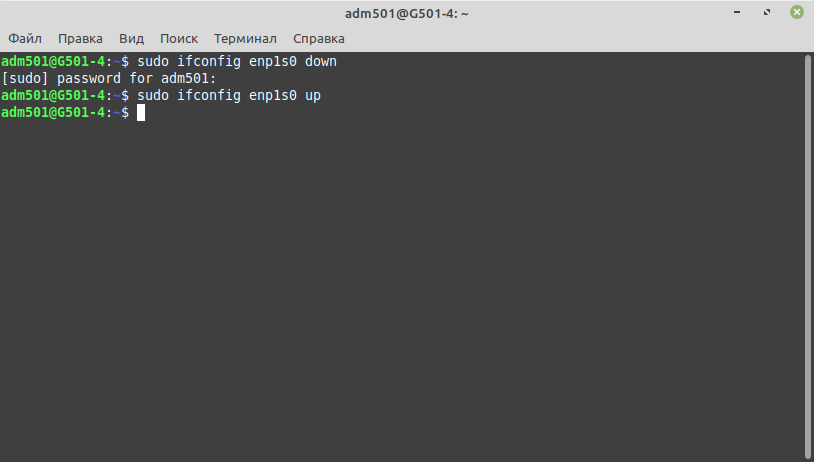 adm501@G501-4: ~
Файл Правка Вид Поиск Терминал Справка
adm501@G501-4:~$ sudo ifconfig enp1s0 down
[sudo] password for adm501:
adm501@G501-4:~$ sudo ifconfig enp1s0 up
adm501@G501-4:~$